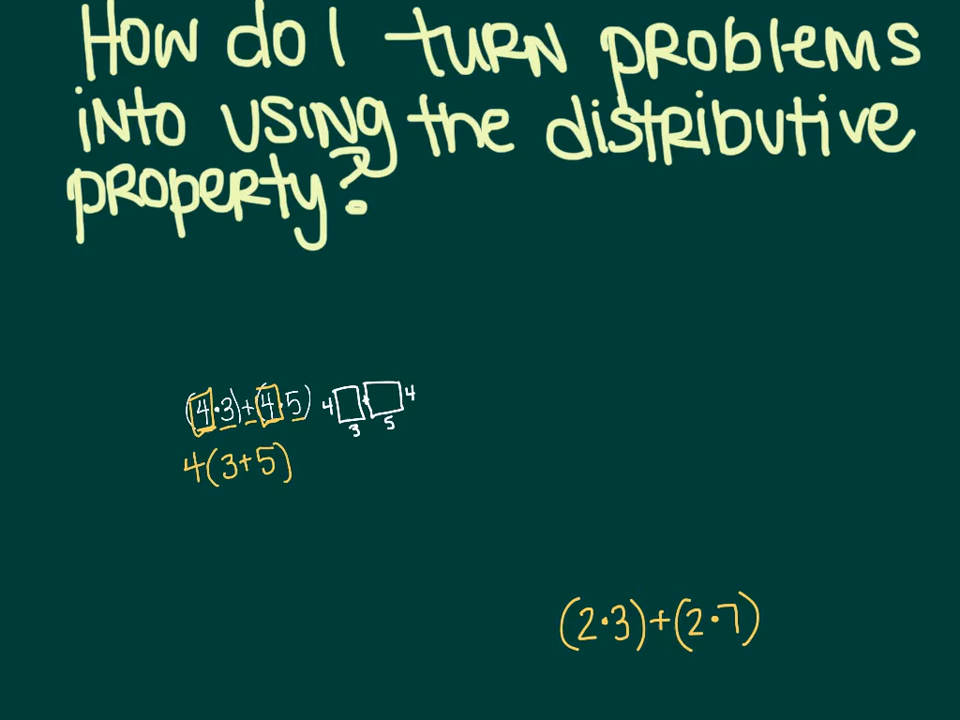 How do I turn problems
into using the distributive
property?
(4·3)+(4·5) 4 + 4
3 5
4(3+5)
(2·3)+(2·7)